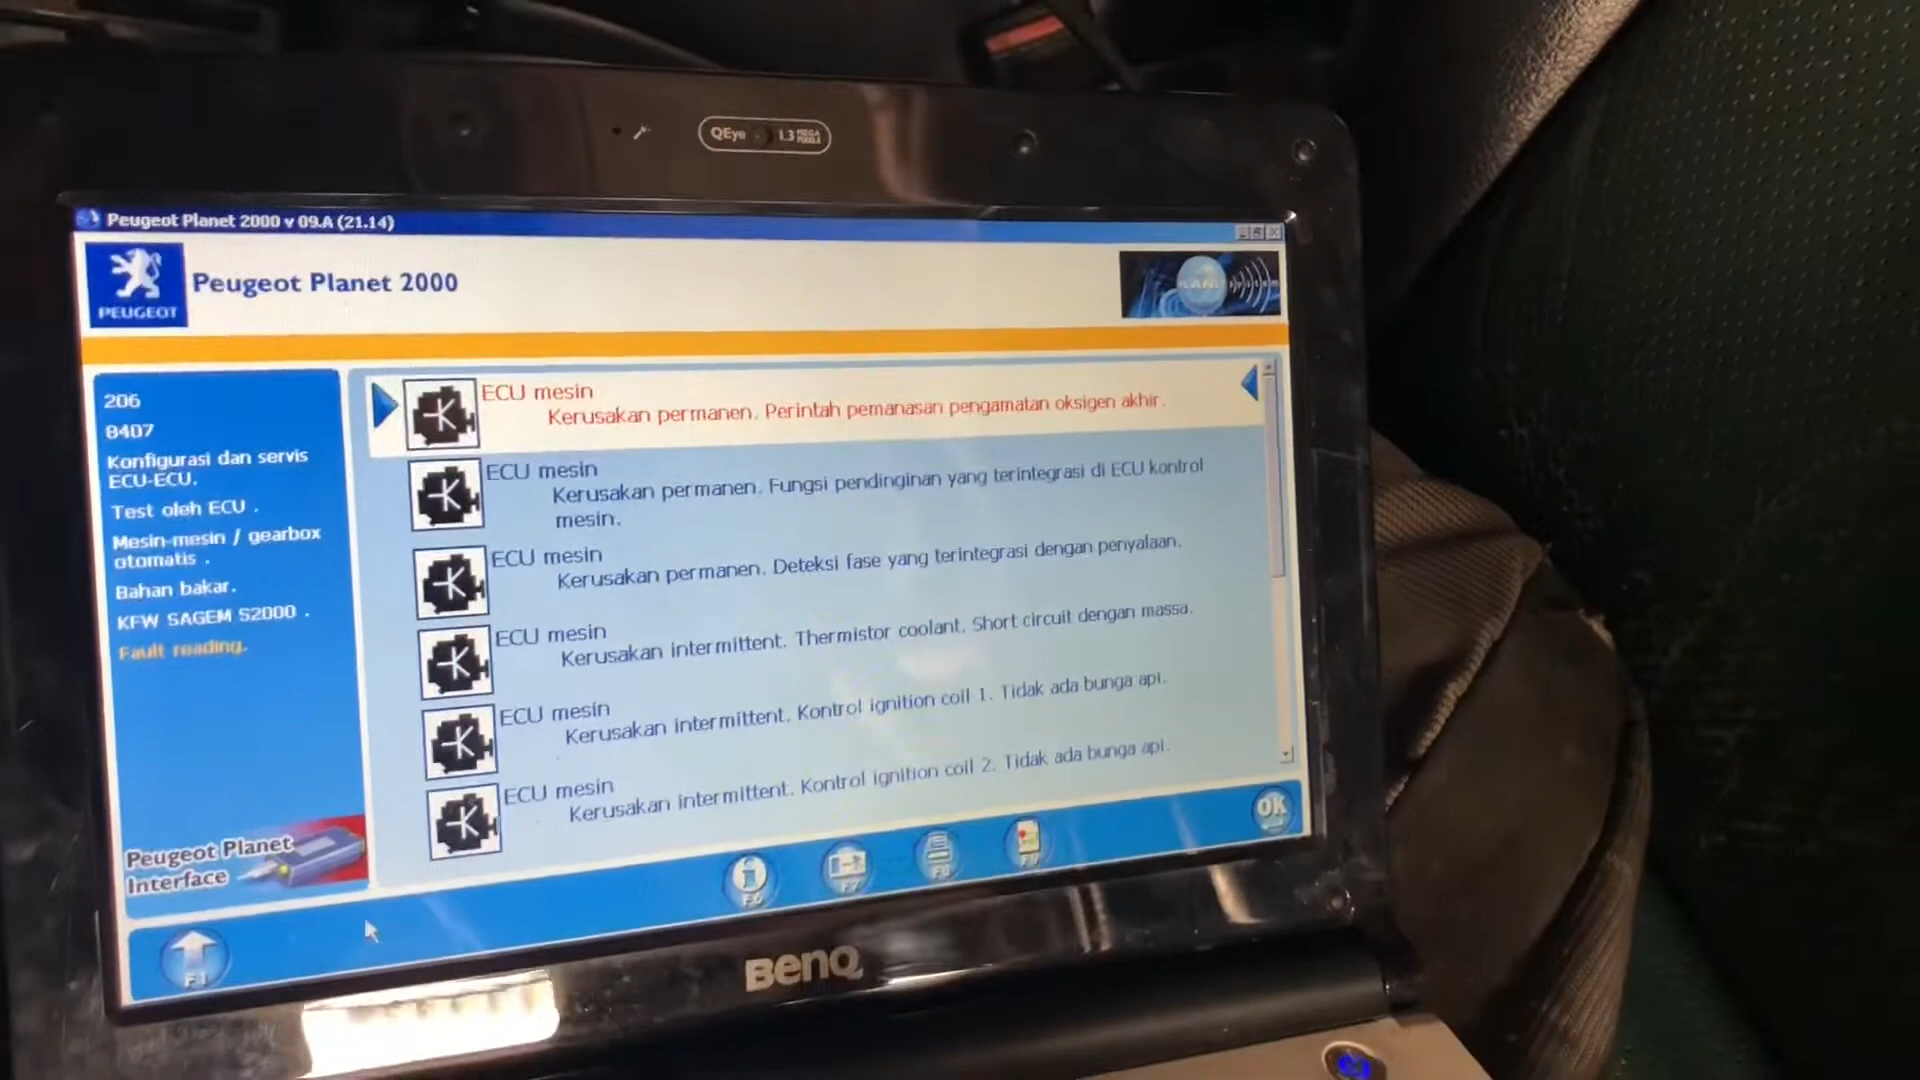 QEye 1.3 MEGA PIXELS
Peugeot Planet 2000 v 09.A (21.14)
PEUGEOT
Peugeot Planet 2000
206
8407
Konfigurasi dan servis
ECU-ECU.
Test oleh ECU .
Mesin-mesin / gearbox
otomatis .
Bahan bakar.
KFW SAGEM S2000 .
Fault reading.
Peugeot Planet
Interface
ECU mesin
Kerusakan permanen. Perintah pemanasan pengamatan oksigen akhir.
ECU mesin
Kerusakan permanen. Fungsi pendinginan yang terintegrasi di ECU kontrol
mesin.
ECU mesin
Kerusakan permanen. Deteksi fase yang terintegrasi dengan penyalaan.
ECU mesin
Kerusakan intermittent. Thermistor coolant. Short circuit dengan massa.
ECU mesin
Kerusakan intermittent. Kontrol ignition coil 1. Tidak ada bunga api.
ECU mesin
Kerusakan intermittent. Kontrol ignition coil 2. Tidak ada bunga api.
OK
F6
F7
F8
F9
F1
BenQ